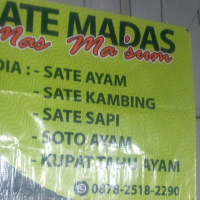 ATE MADAS
Mas Ma'sum
DIA : - SATE AYAM
- SATE KAMBING
- SATE SAPI
- SOTO AYAM
- KUPAT TAHU AYAM
0878-2518-2290